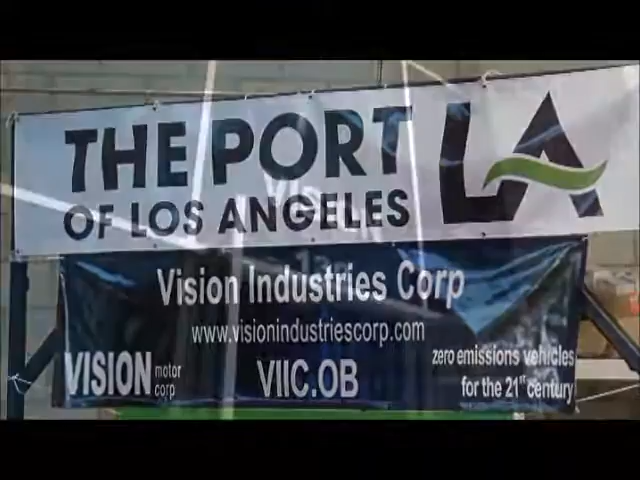 THE PORT
OF LOS ANGELES
LA
Vision Industries Corp
www.visionindustriescorp.com
VISION motor corp
VIIC.OB
zero emissions vehicles
for the 21st century